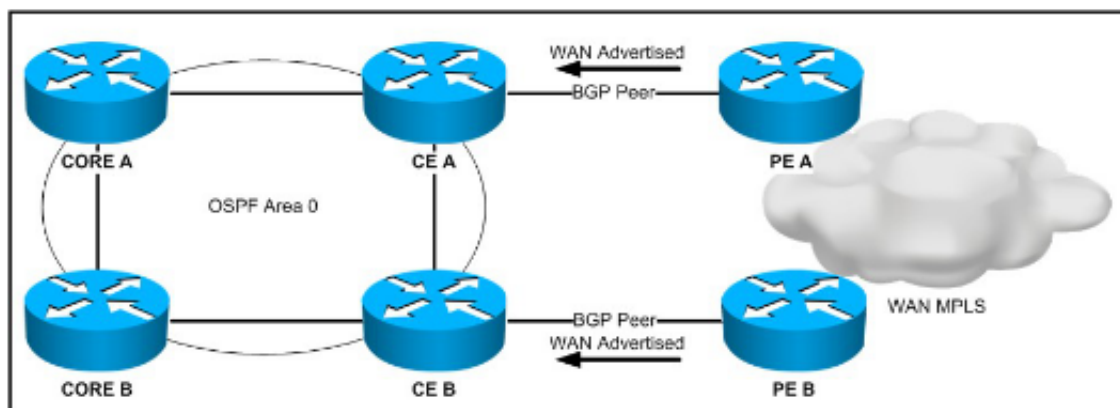 WAN Advertised
BGP Peer
CORE A
CE A
PE A
OSPF Area 0
WAN MPLS
BGP Peer
WAN Advertised
CORE B
CE B
PE B